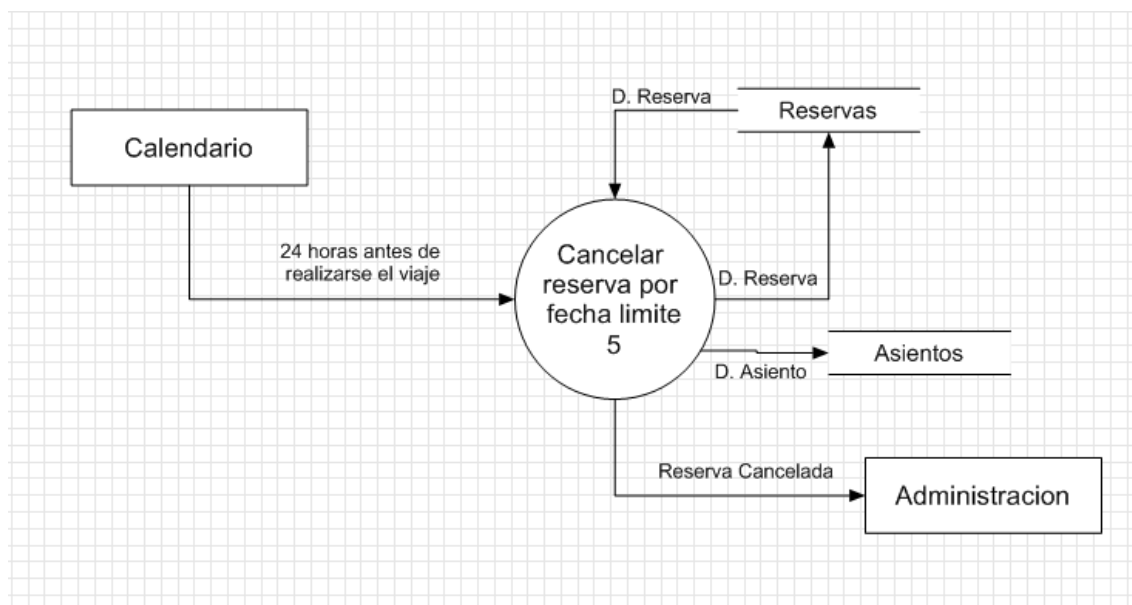 D. Reserva
Reservas
Calendario
24 horas antes de
realizarse el viaje
Cancelar
reserva por
fecha limite
5
D. Reserva
Asientos
D. Asiento
Reserva Cancelada
Administracion